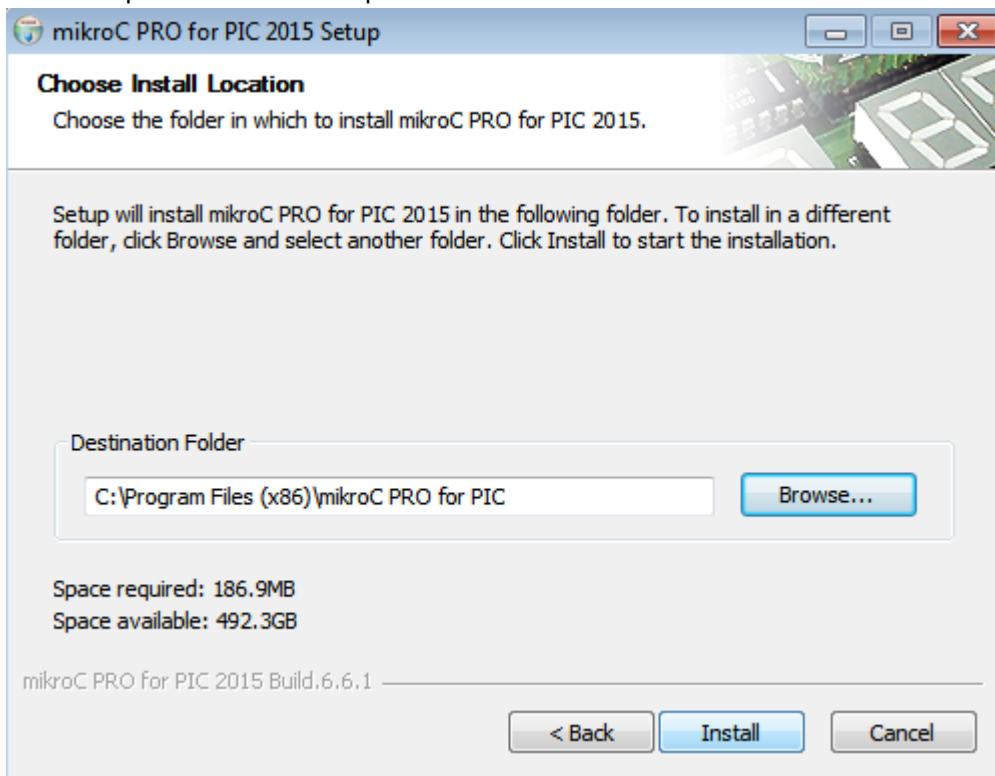 mikroC PRO for PIC 2015 Setup
Choose Install Location
Choose the folder in which to install mikroC PRO for PIC 2015.
Setup will install mikroC PRO for PIC 2015 in the following folder. To install in a different
folder, click Browse and select another folder. Click Install to start the installation.
Destination Folder
C:\Program Files (x86)\mikroC PRO for PIC
Browse...
Space required: 186.9MB
Space available: 492.3GB
mikroC PRO for PIC 2015 Build.6.6.1
< Back
Install
Cancel